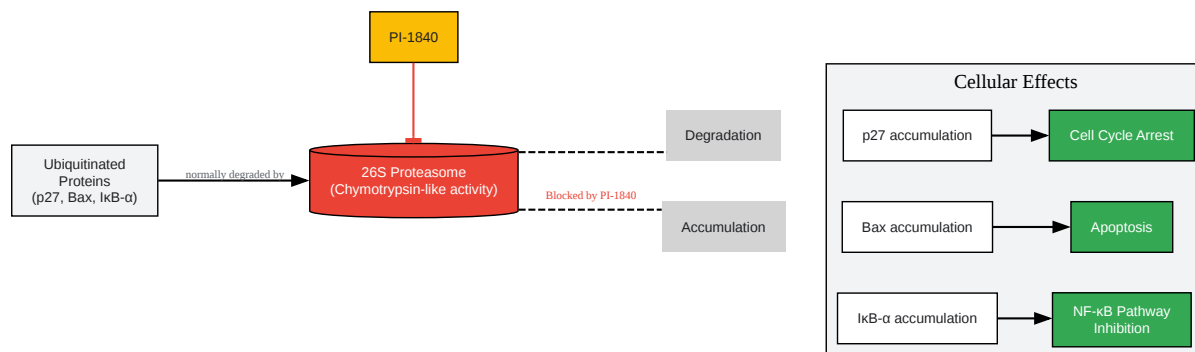 PI-1840
Ubiquitinated
Proteins
(p27, Bax, IκB-α)
normally degraded by
26S Proteasome
(Chymotrypsin-like activity)
Degradation
Blocked by PI-1840
Accumulation
Cellular Effects
p27 accumulation
Cell Cycle Arrest
Bax accumulation
Apoptosis
IκB-α accumulation
NF-κB Pathway
Inhibition